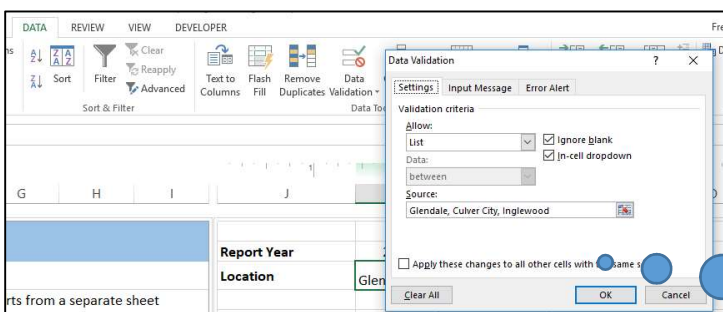 DATA REVIEW VIEW DEVELOPER
Clear
Reapply
Advanced
Sort
Filter
Text to Columns
Flash Fill
Remove Duplicates
Data Validation
Sort & Filter
Data Validation
? X
Settings Input Message Error Alert
Validation criteria
Allow:
List
Ignore blank
In-cell dropdown
Data:
between
Source:
Glendale, Culver City, Inglewood
Apply these changes to all other cells with same
Clear All OK Cancel
G H I J
Report Year
Location Glen
rts from a separate sheet